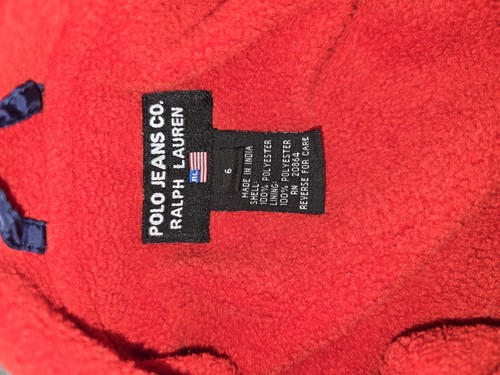 POLO JEANS CO.
RALPH LAUREN
RL
6
MADE IN INDIA
SHELL:
100% POLYESTER
LINING:
100% POLYESTER
RN 20864
REVERSE FOR CARE